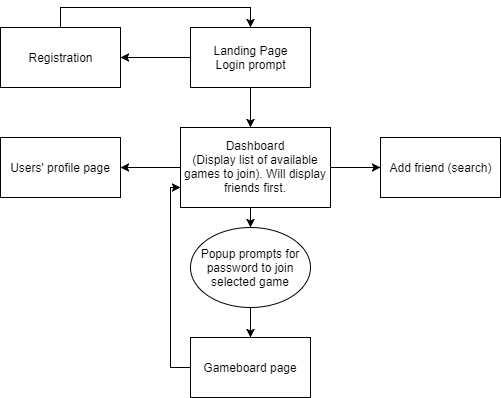 Registration
Landing Page
Login prompt
Dashboard
(Display list of available
games to join). Will display
friends first.
Users' profile page
Add friend (search)
Popup prompts for
password to join
selected game
Gameboard page